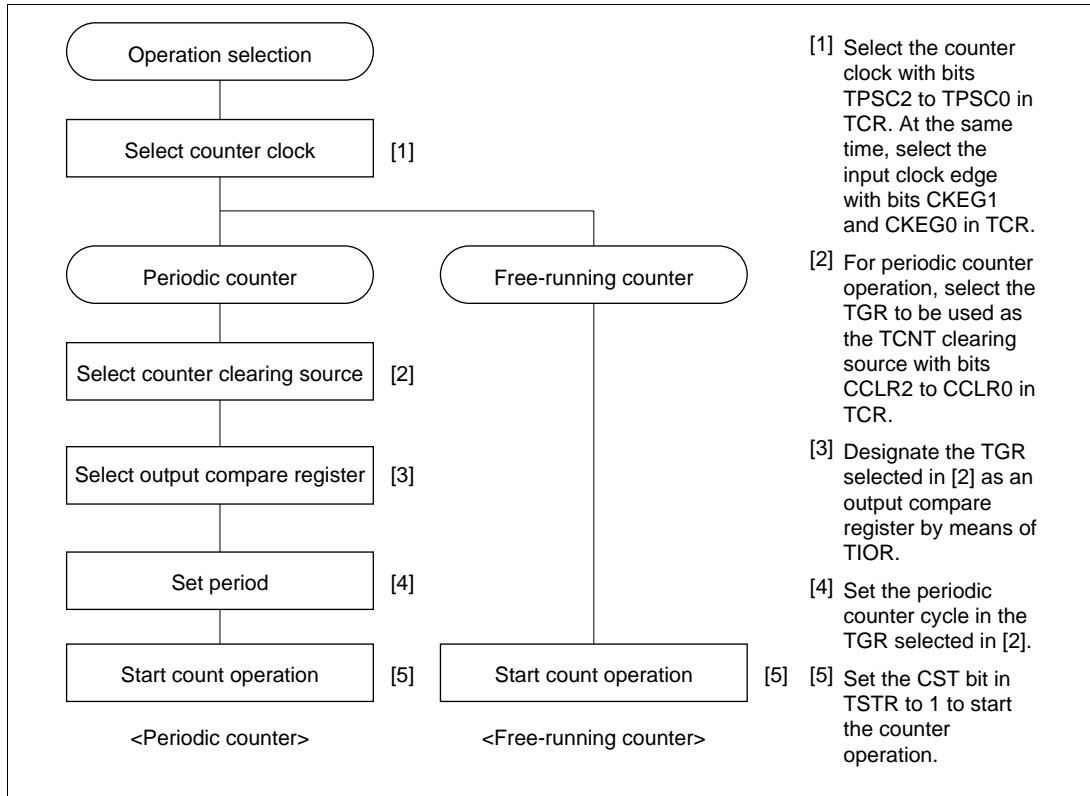 Operation selection
Select counter clock
[1]
Periodic counter
Free-running counter
Select counter clearing source
[2]
Select output compare register
[3]
Set period
[4]
Start count operation
[5]
Start count operation
[5]
<Periodic counter>
<Free-running counter>
[1] Select the counter
clock with bits
TPSC2 to TPSC0 in
TCR. At the same
time, select the
input clock edge
with bits CKEG1
and CKEG0 in TCR.
[2] For periodic counter
operation, select the
TGR to be used as
the TCNT clearing
source with bits
CCLR2 to CCLR0 in
TCR.
[3] Designate the TGR
selected in [2] as an
output compare
register by means of
TIOR.
[4] Set the periodic
counter cycle in the
TGR selected in [2].
[5] Set the CST bit in
TSTR to 1 to start
the counter
operation.